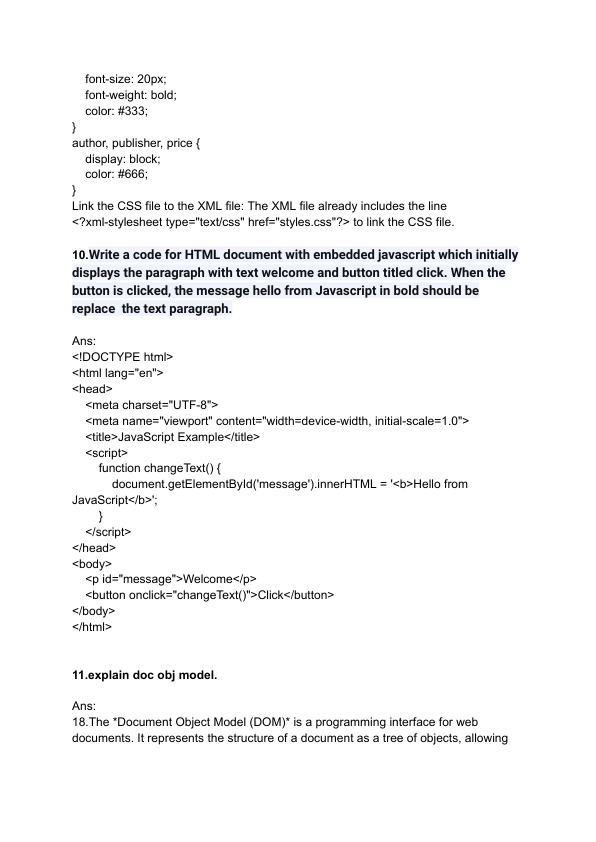 font-size: 20px;
font-weight: bold;
color: #333;
}
author, publisher, price {
display: block;
color: #666;
}
Link the CSS file to the XML file: The XML file already includes the line
<?xml-stylesheet type="text/css" href="styles.css"?> to link the CSS file.
10.Write a code for HTML document with embedded javascript which initially
displays the paragraph with text welcome and button titled click. When the
button is clicked, the message hello from Javascript in bold should be
replace  the text paragraph.
Ans:
<!DOCTYPE html>
<html lang="en">
<head>
<meta charset="UTF-8">
<meta name="viewport" content="width=device-width, initial-scale=1.0">
<title>JavaScript Example</title>
<script>
function changeText() {
document.getElementById('message').innerHTML = '<b>Hello from
JavaScript</b>';
}
</script>
</head>
<body>
<p id="message">Welcome</p>
<button onclick="changeText()">Click</button>
</body>
</html>
11.explain doc obj model.
Ans:
18.The *Document Object Model (DOM)* is a programming interface for web
documents. It represents the structure of a document as a tree of objects, allowing